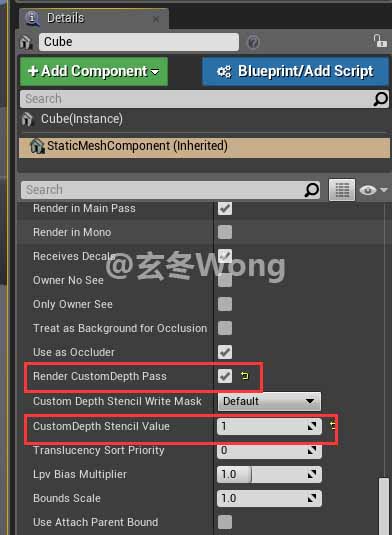 Details
Cube
+ Add Component
Blueprint/Add Script
Search
Cube(Instance)
StaticMeshComponent (Inherited)
Search
Render in Main Pass
Render in Mono
Receives Decals
@玄冬Wong
Owner No See
Only Owner See
Treat as Background for Occlusion
Use as Occluder
Render CustomDepth Pass
Custom Depth Stencil Write Mask Default
CustomDepth Stencil Value 1
Translucency Sort Priority 0
Lpv Bias Multiplier 1.0
Bounds Scale 1.0
Use Attach Parent Bound